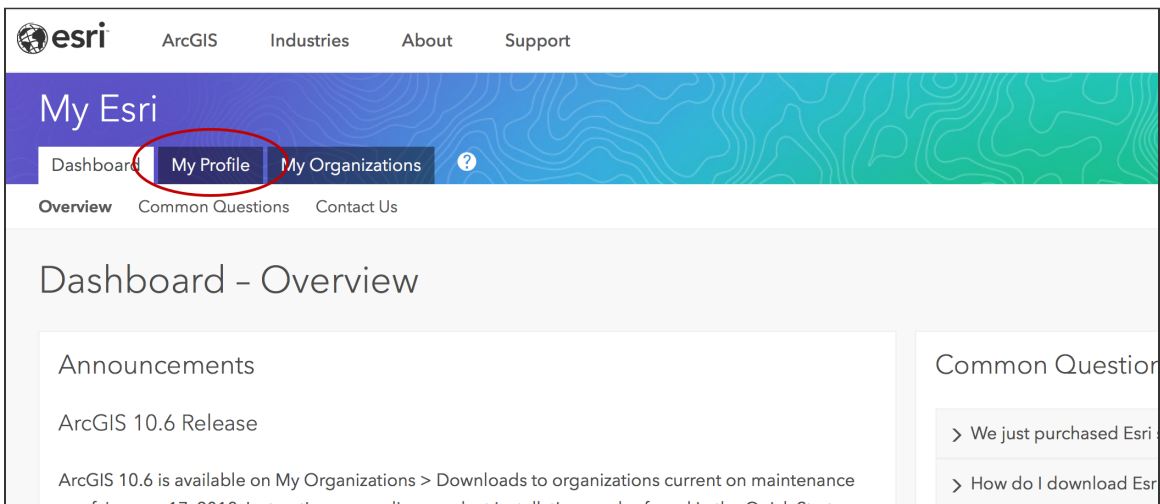 esri ArcGIS Industries About Support
My Esri
Dashboard My Profile My Organizations ?
Overview Common Questions Contact Us
Dashboard – Overview
Announcements
Common Question
ArcGIS 10.6 Release
We just purchased Esri
ArcGIS 10.6 is available on My Organizations > Downloads to organizations current on maintenance
How do I download Esr